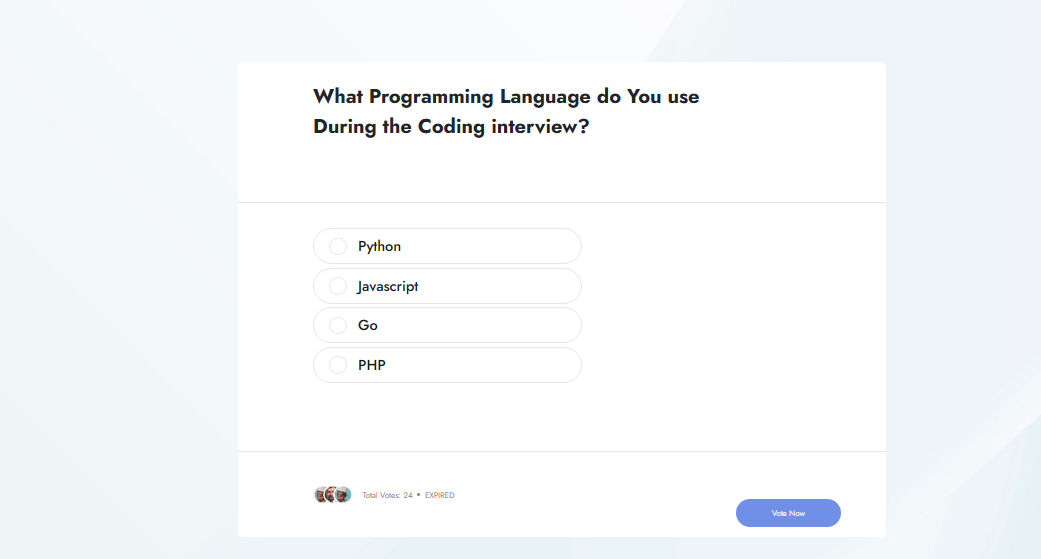 What Programming Language do You use
During the Coding interview?
Python
Javascript
Go
PHP
Total Votes: 24 • EXPIRED
Vote Now